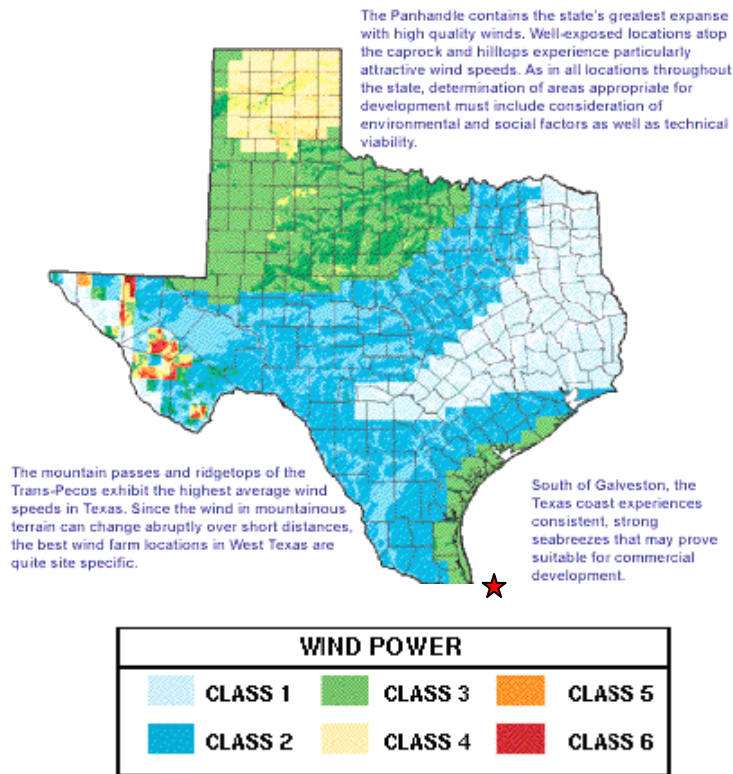 The Panhandle contains the state's greatest expanse
with high quality winds. Well-exposed locations atop
the caprock and hilltops experience particularly
attractive wind speeds. As in all locations throughout
the state, determination of areas appropriate for
development must include consideration of
environmental and social factors as well as technical
viability.
The mountain passes and ridgetops of the
Trans-Pecos exhibit the highest average wind
speeds in Texas. Since the wind in mountainous
terrain can change abruptly over short distances,
the best wind farm locations in West Texas are
quite site specific.
South of Galveston, the
Texas coast experiences
consistent, strong
seabreezes that may prove
suitable for commercial
development.
WIND POWER
CLASS 1 CLASS 3 CLASS 5
CLASS 2 CLASS 4 CLASS 6